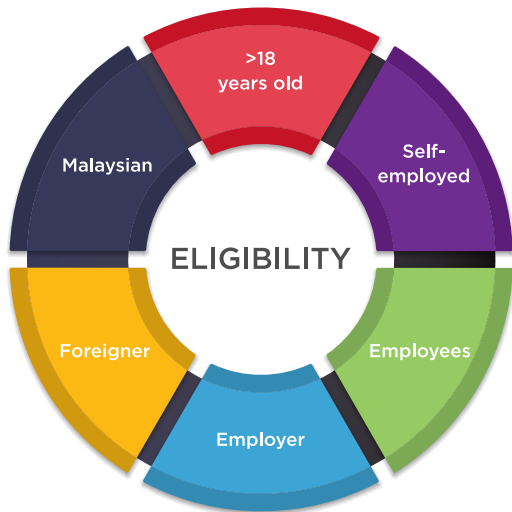 >18
years old
Self-
employed
Employees
Employer
Foreigner
Malaysian
ELIGIBILITY